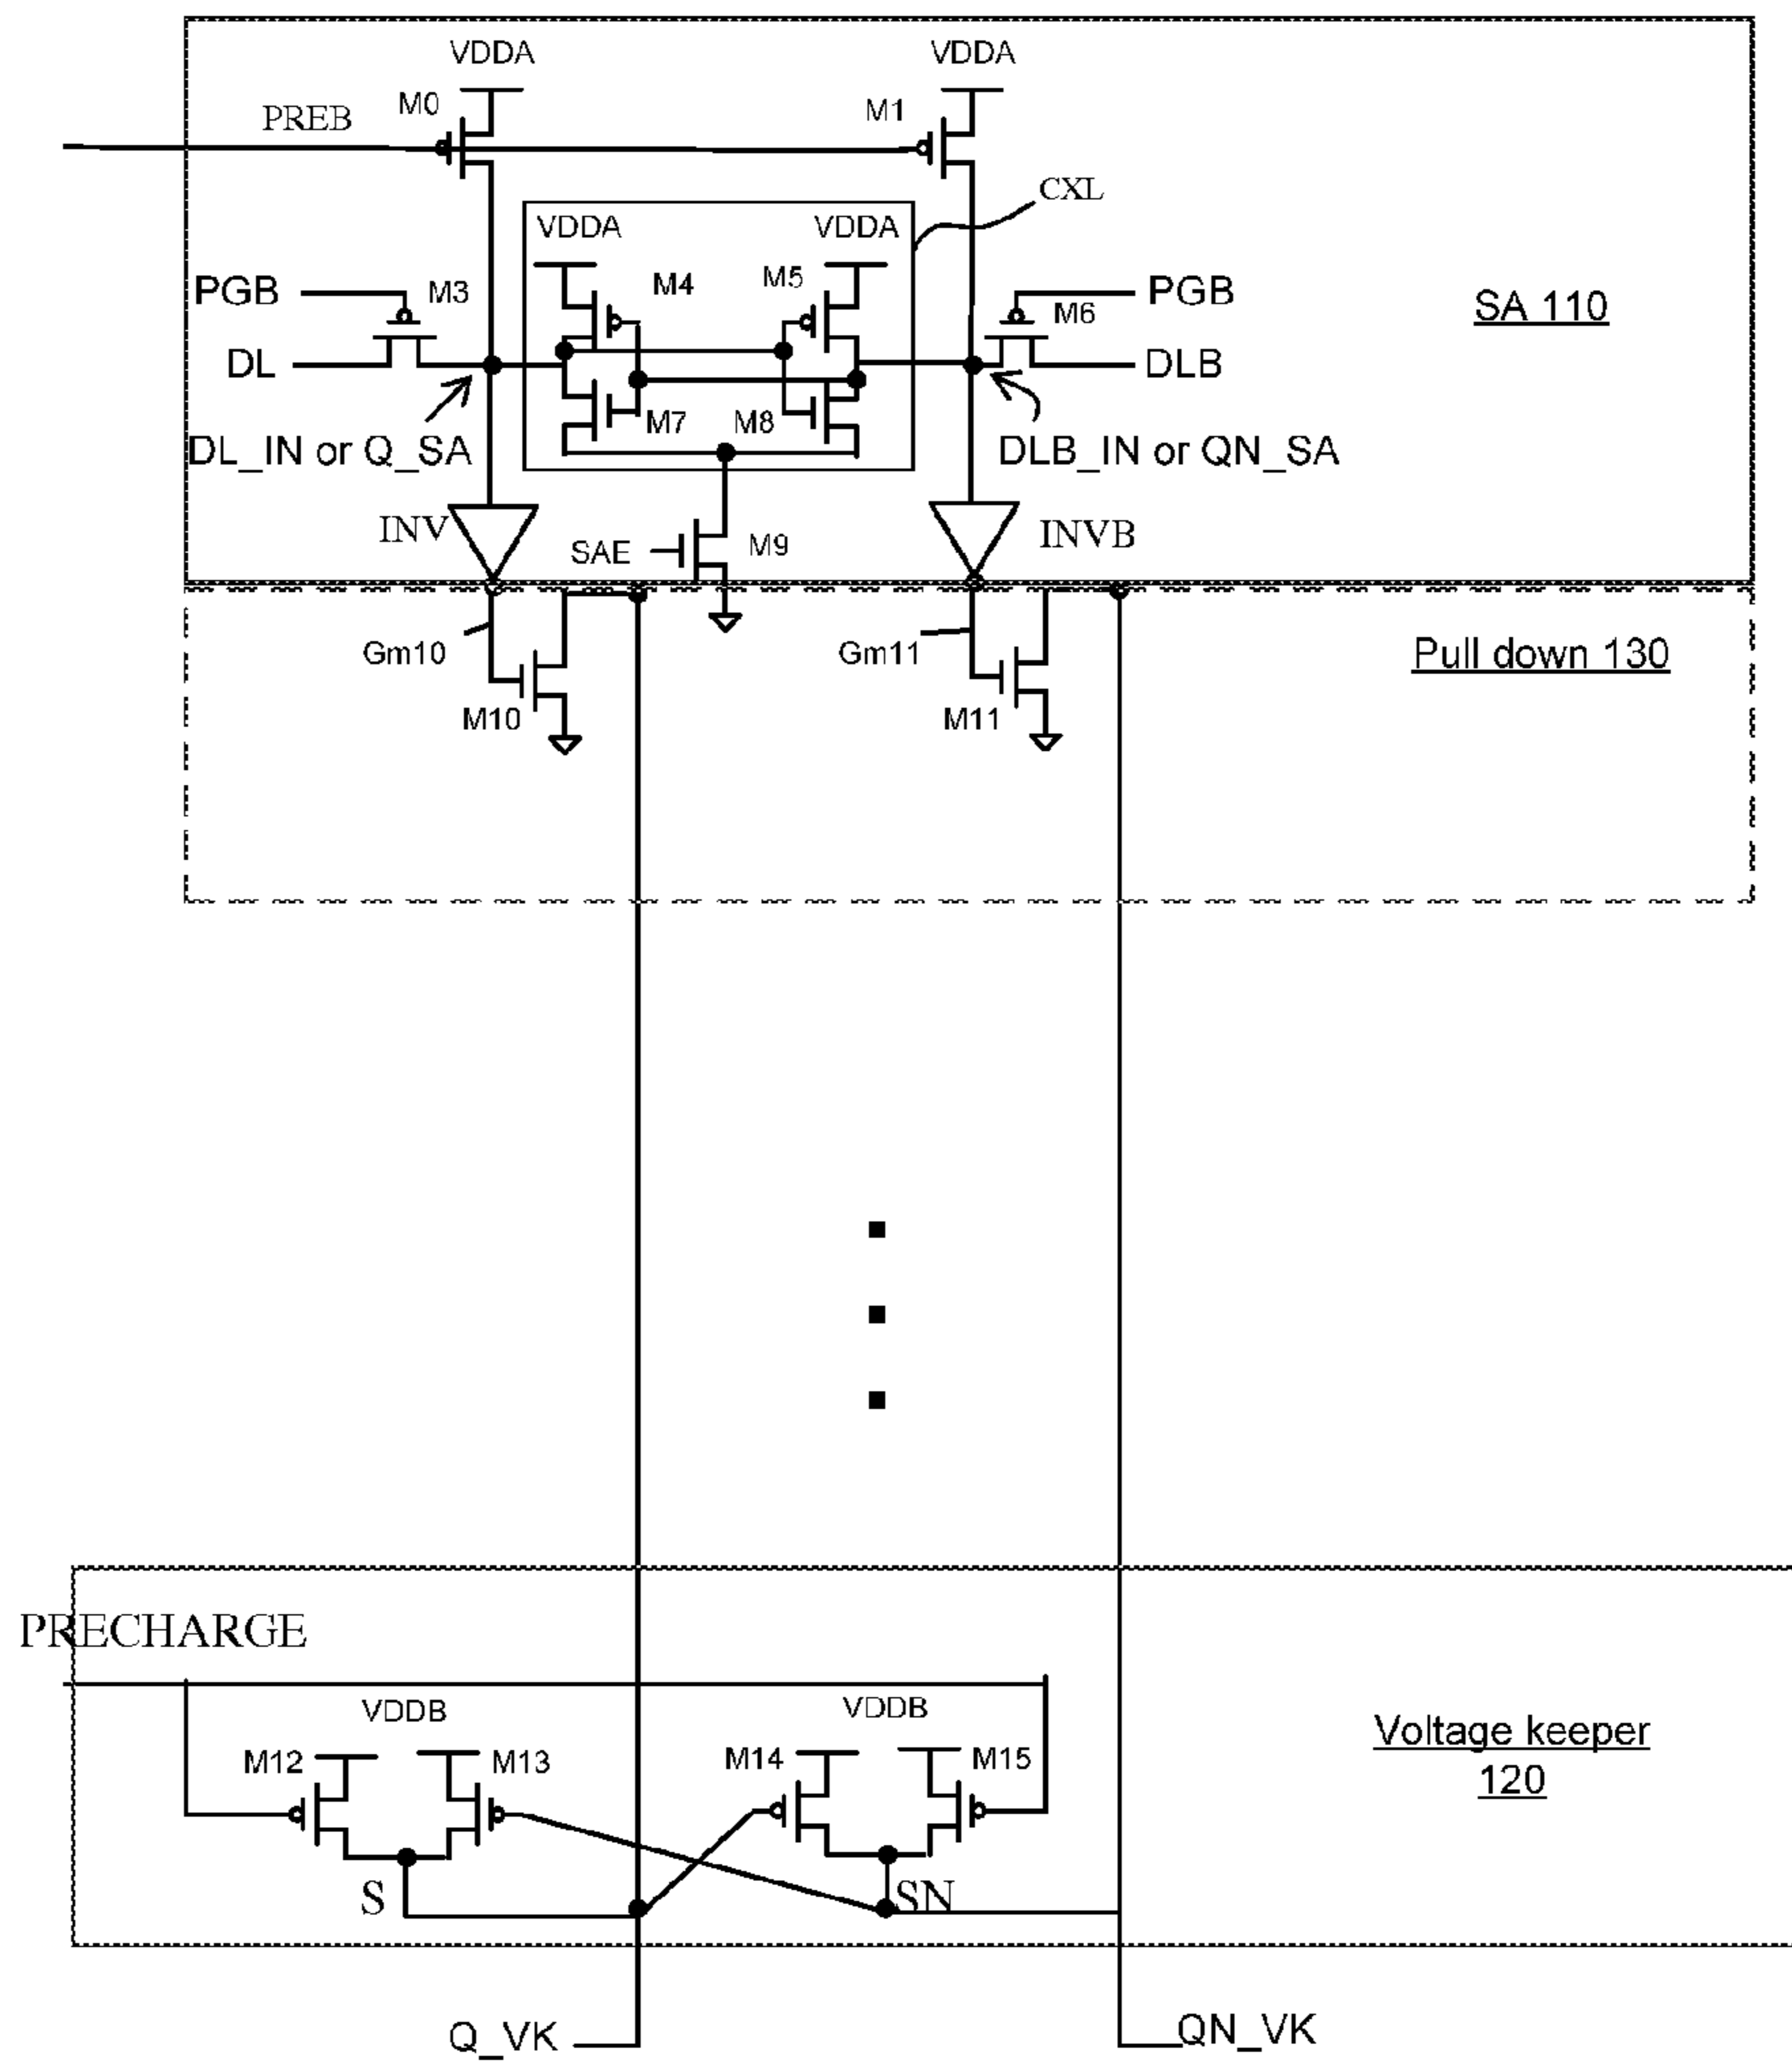 VDDA
VDDA
M0
M1
PREB
CXL
VDDA
VDDA
PGB
M3
M4
M5
PGB
M6
SA 110
DL
DLB
M7
M8
DL_IN or Q_SA
DLB_IN or QN_SA
INV
SAE
M9
INVB
Gm10
Gm11
Pull down 130
M10
M11
PRECHARGE
VDDB
VDDB
M12
M13
M14
M15
Voltage keeper
120
S
SN
Q_VK
QN_VK